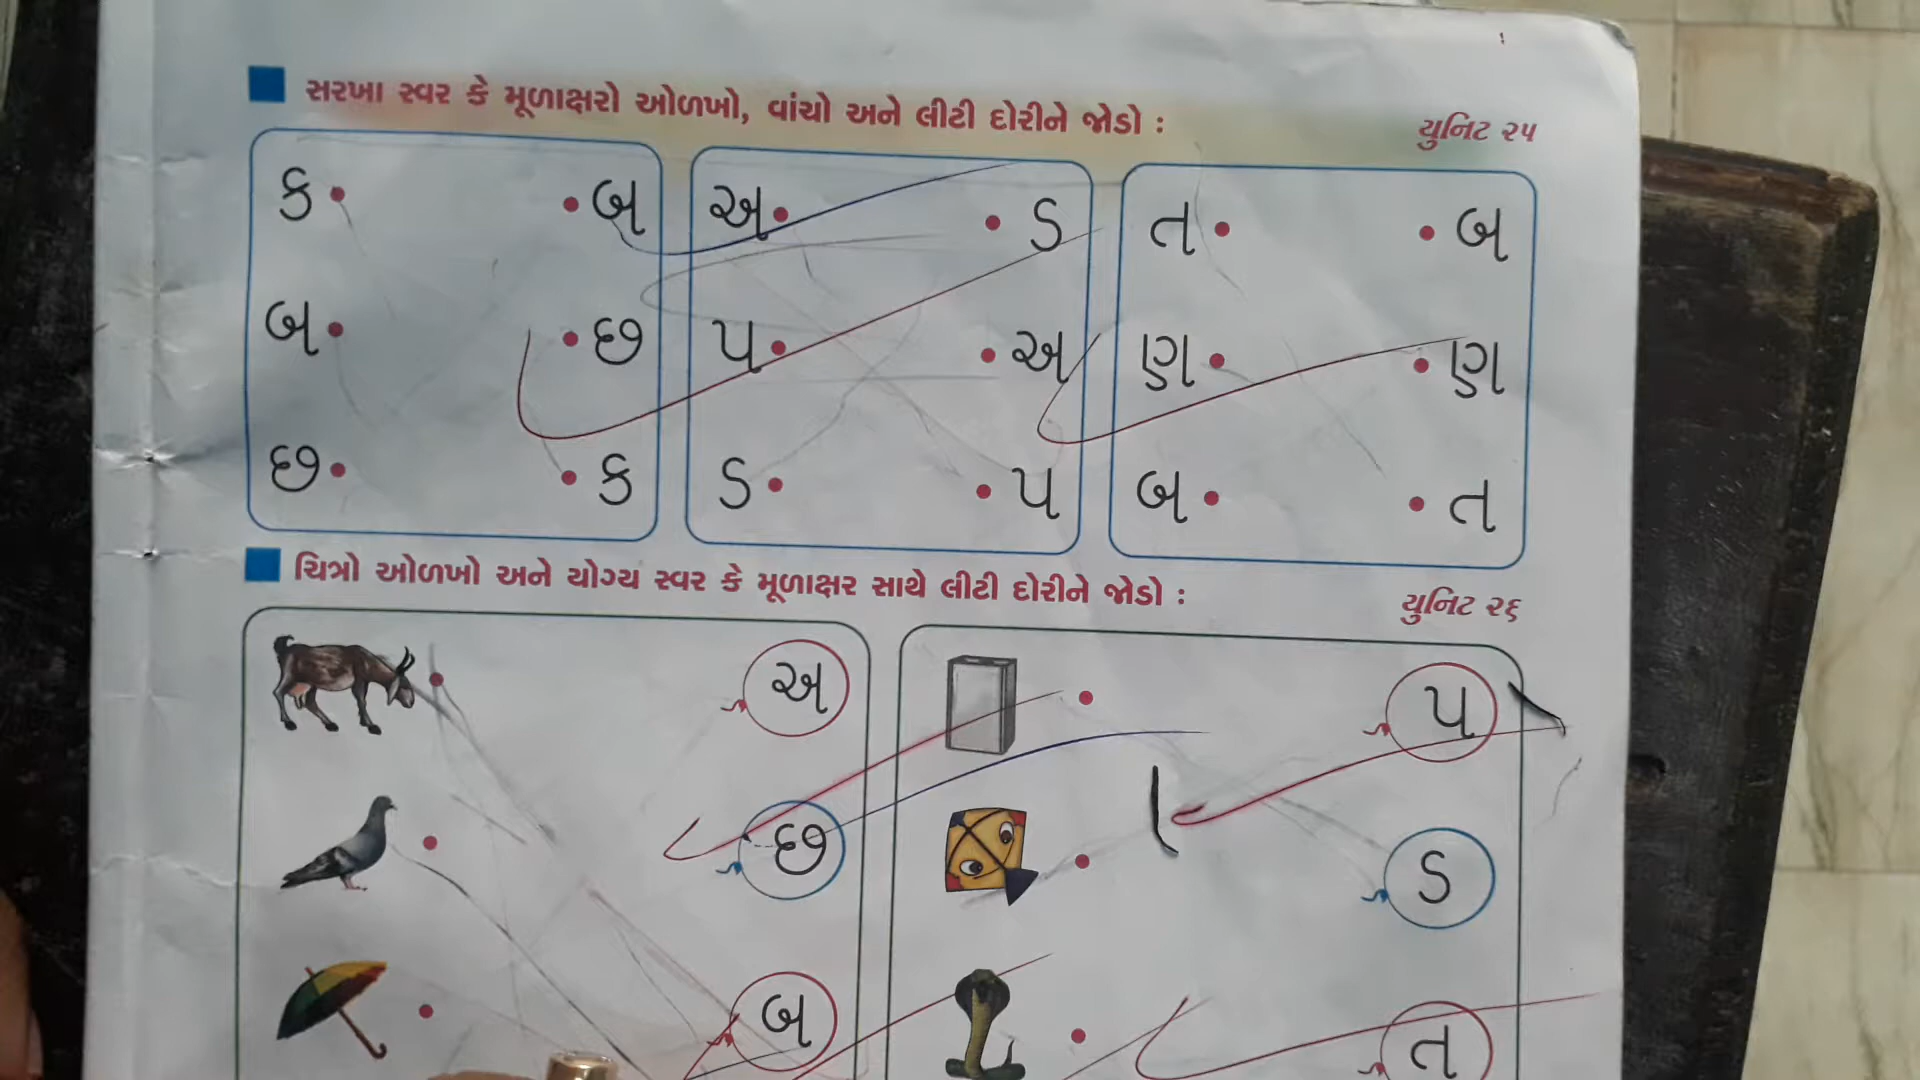 સરખા સ્વર કે મૂળાક્ષરો ઓળખો, વાંચો અને લીટી દોરીને જોડો :
યુનિટ ૨૫
ક બ અ ડ ત બ
બ છ પ અ ણ ણ
છ ક ડ પ બ ત
ચિત્રો ઓળખો અને યોગ્ય સ્વર કે મૂળાક્ષર સાથે લીટી દોરીને જોડો :
યુનિટ ૨૬
અ પ
છ ડ
બ ત